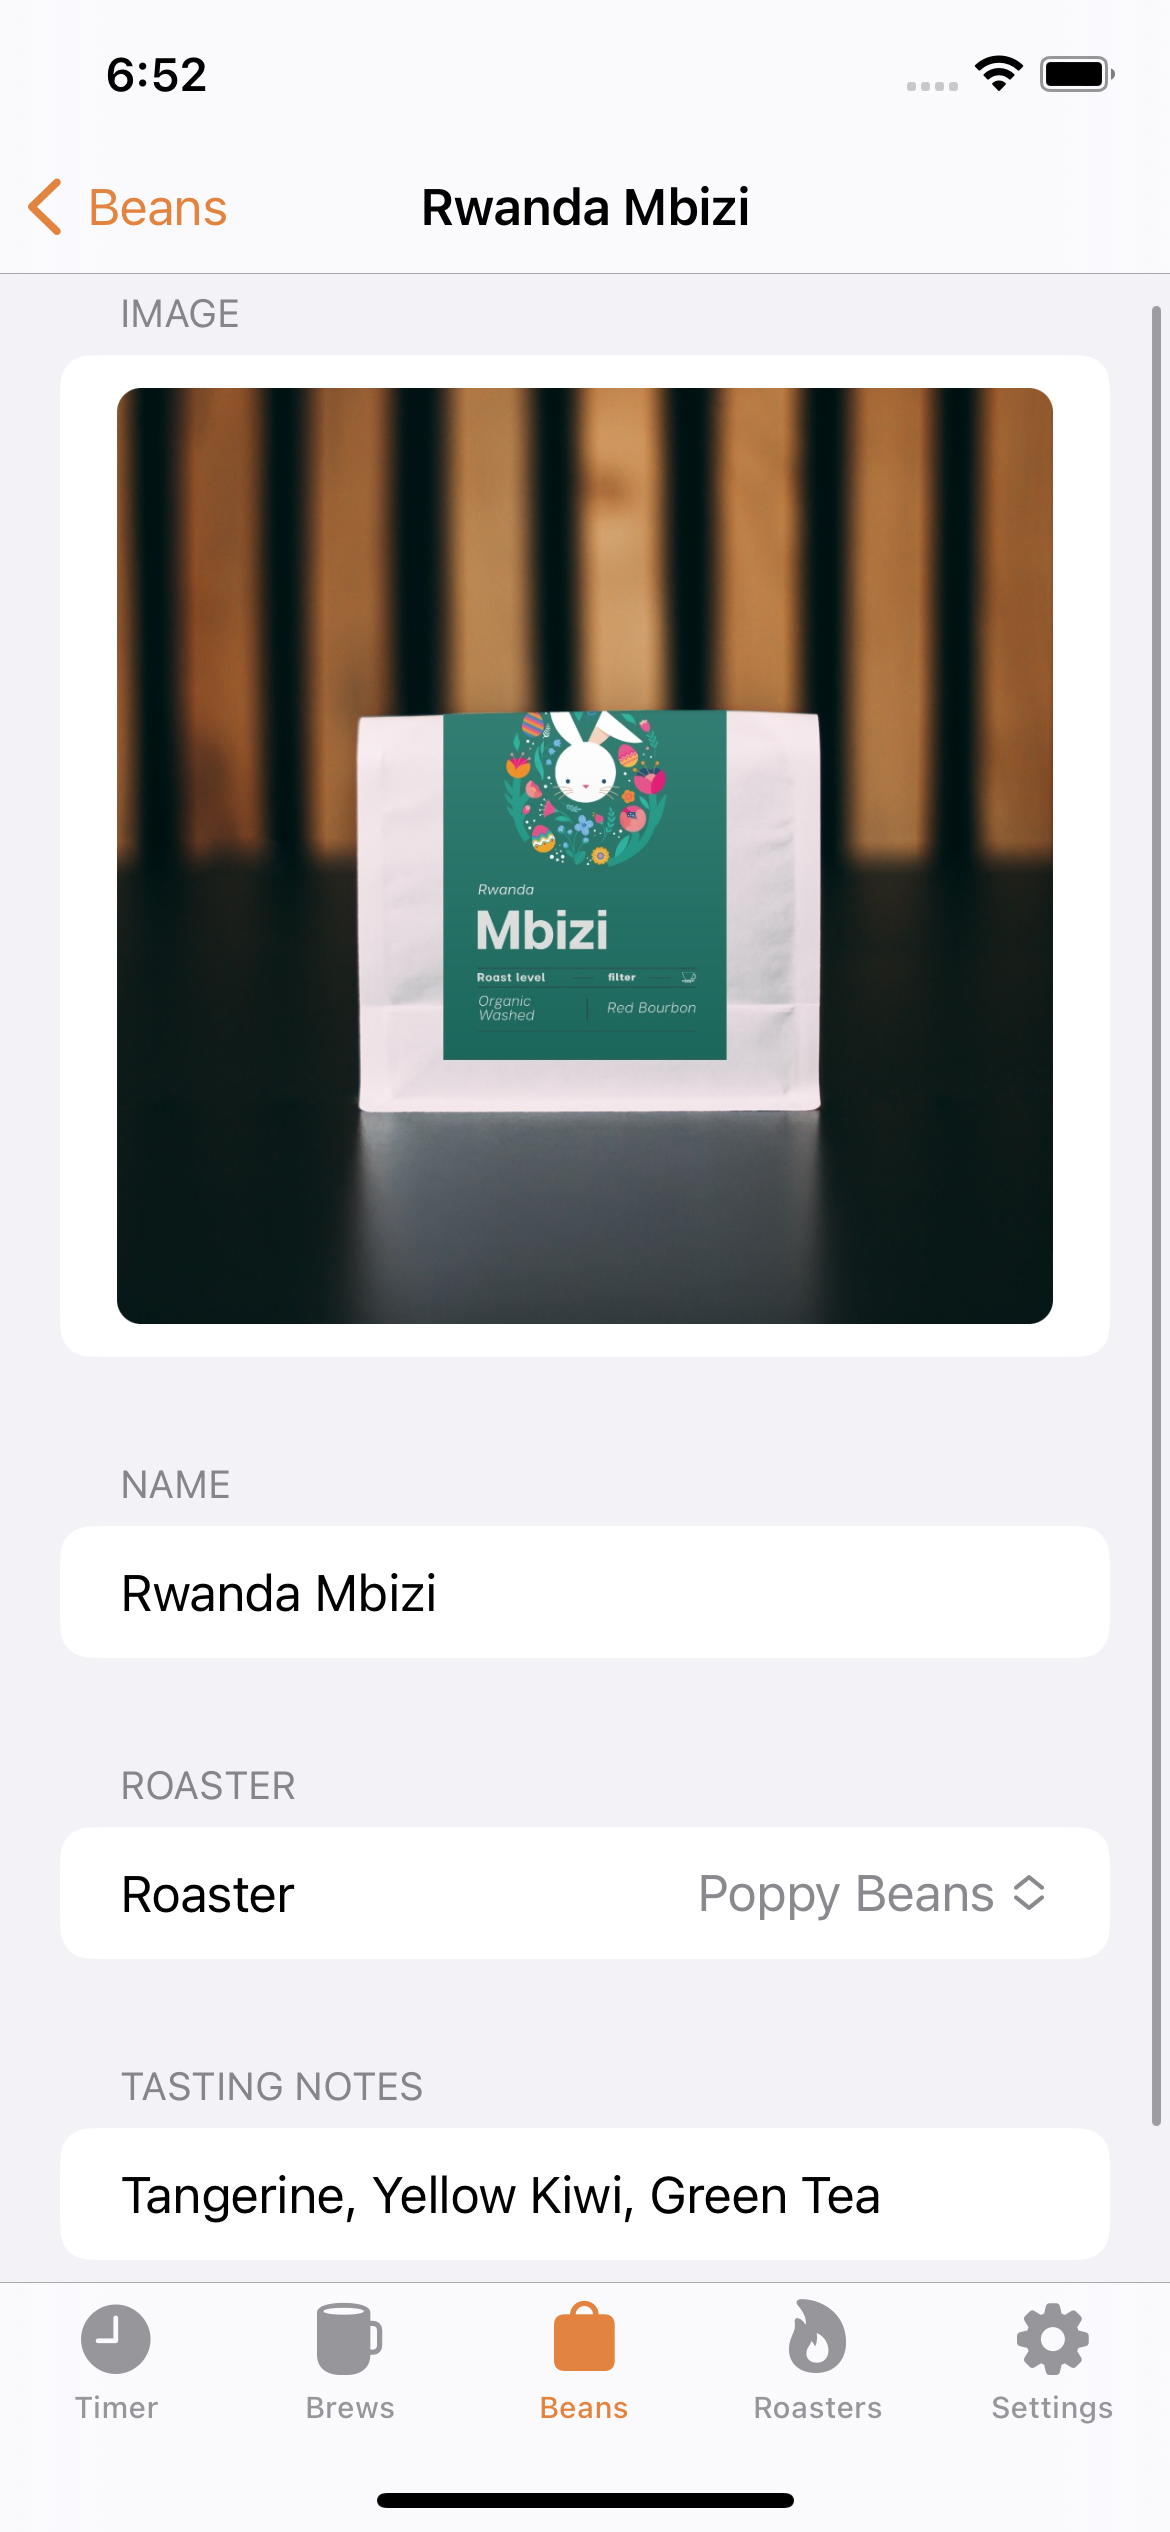 6:52
Beans
Rwanda Mbizi
IMAGE
Rwanda
Mbizi
Roast level filter
Organic
Washed
Red Bourbon
NAME
Rwanda Mbizi
ROASTER
Roaster Poppy Beans
TASTING NOTES
Tangerine, Yellow Kiwi, Green Tea
Timer Brews Beans Roasters Settings